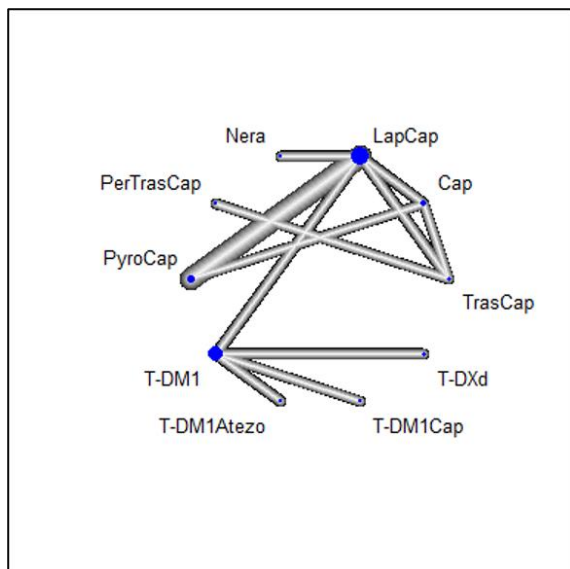 Nera LapCap
PerTrasCap Cap
PyroCap
TrasCap
T-DM1 T-DXd
T-DM1Atezo T-DM1Cap